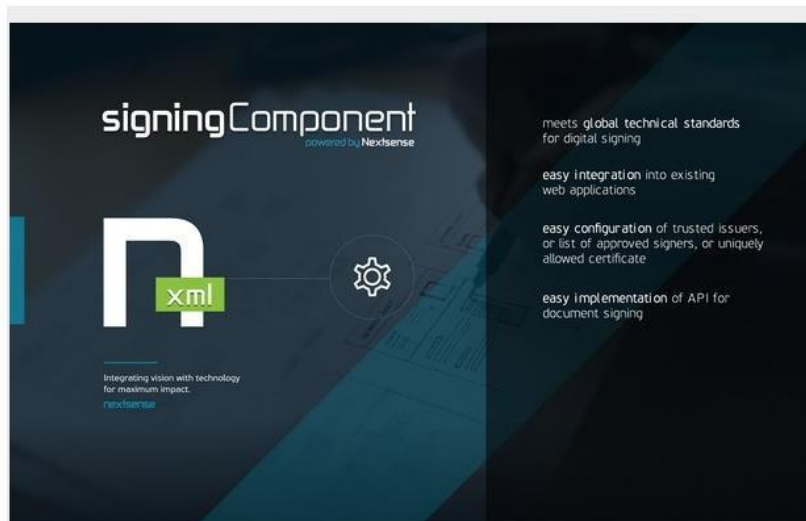 signingComponent
powered by Nextsense
n
xml
Integrating vision with technology
for maximum impact.
nextsense
meets global technical standards
for digital signing
easy integration into existing
web applications
easy configuration of trusted issuers,
or list of approved signers, or uniquely
allowed certificate
easy implementation of API for
document signing